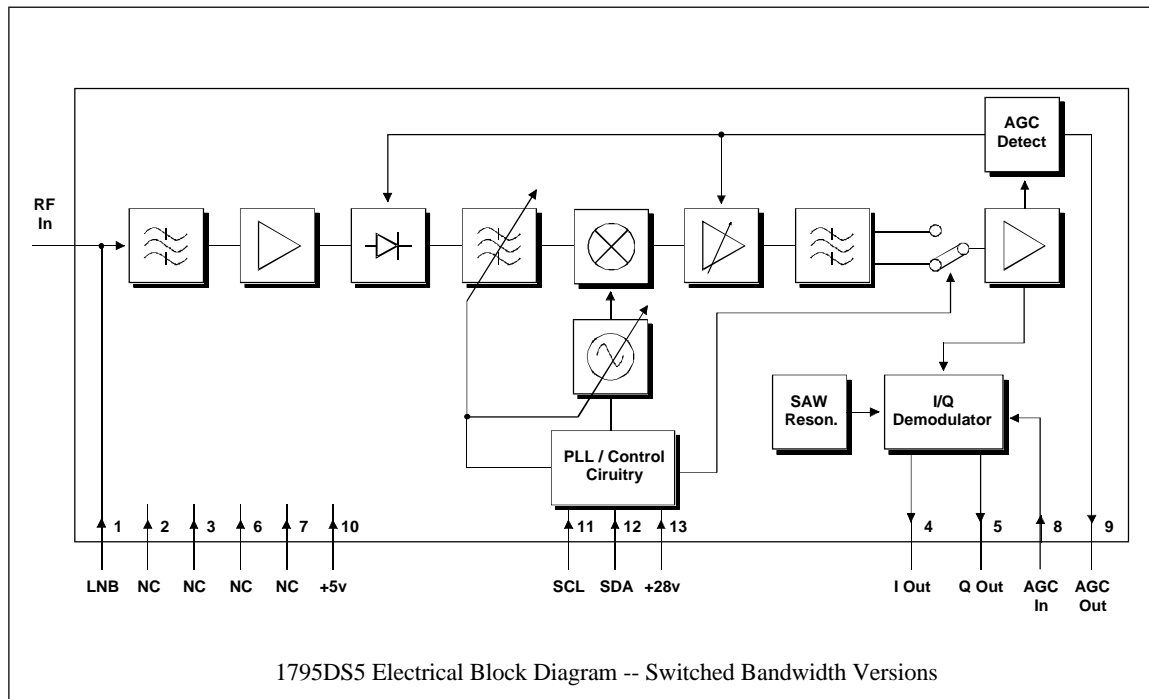 AGC
Detect
RF
In
SAW
Reson.
I/Q
Demodulator
PLL / Control
Ciruitry
1
2
3
6
7
10
11
12
13
4
5
8
9
LNB
NC
NC
NC
NC
+5v
SCL
SDA
+28v
I Out
Q Out
AGC
In
AGC
Out
1795DS5 Electrical Block Diagram -- Switched Bandwidth Versions